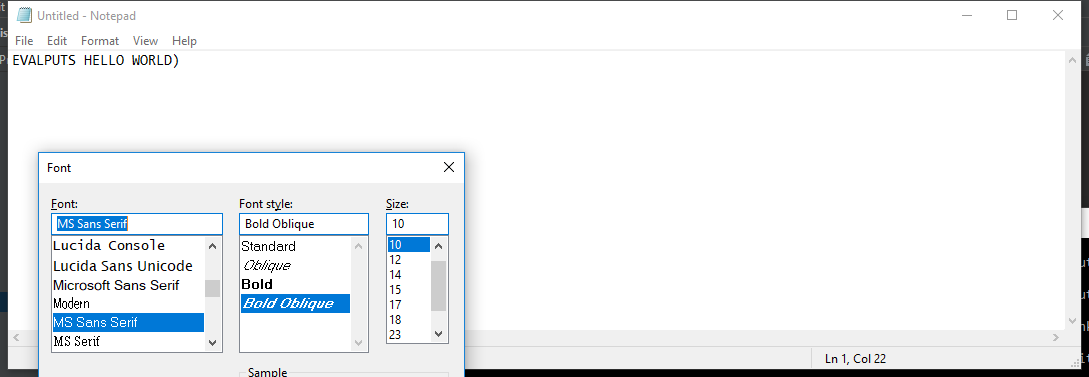 Untitled - Notepad
File Edit Format View Help
EVALPUTS HELLO WORLD)
Font
Font: Font style: Size:
MS Sans Serif Bold Oblique 10
Lucida Console Standard 10
Lucida Sans Unicode Oblique 12
Microsoft Sans Serif Bold 14
Modern Bold Oblique 15
MS Sans Serif 17
MS Serif 18
23
Ln 1, Col 22
Sample